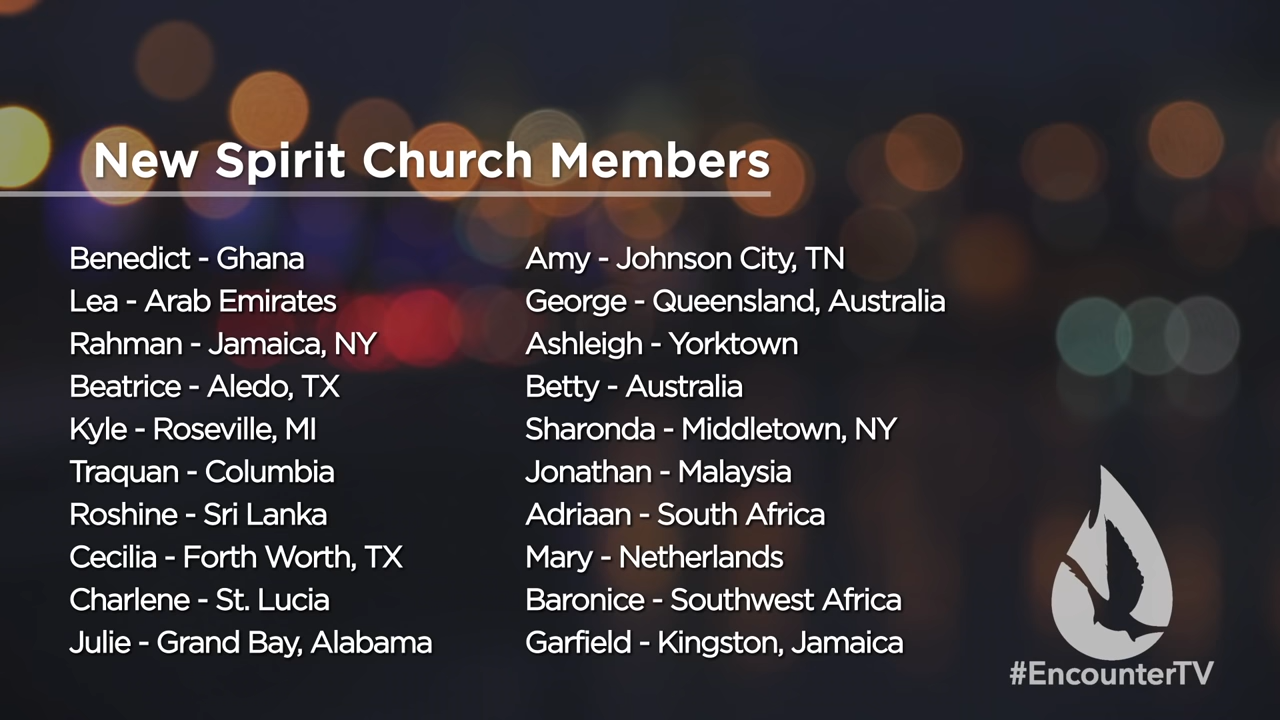 New Spirit Church Members
Benedict - Ghana
Lea - Arab Emirates
Rahman - Jamaica, NY
Beatrice - Aledo, TX
Kyle - Roseville, MI
Traquan - Columbia
Roshine - Sri Lanka
Cecilia - Forth Worth, TX
Charlene - St. Lucia
Julie - Grand Bay, Alabama
Amy - Johnson City, TN
George - Queensland, Australia
Ashleigh - Yorktown
Betty - Australia
Sharonda - Middletown, NY
Jonathan - Malaysia
Adriaan - South Africa
Mary - Netherlands
Baronice - Southwest Africa
Garfield - Kingston, Jamaica
#EncounterTV